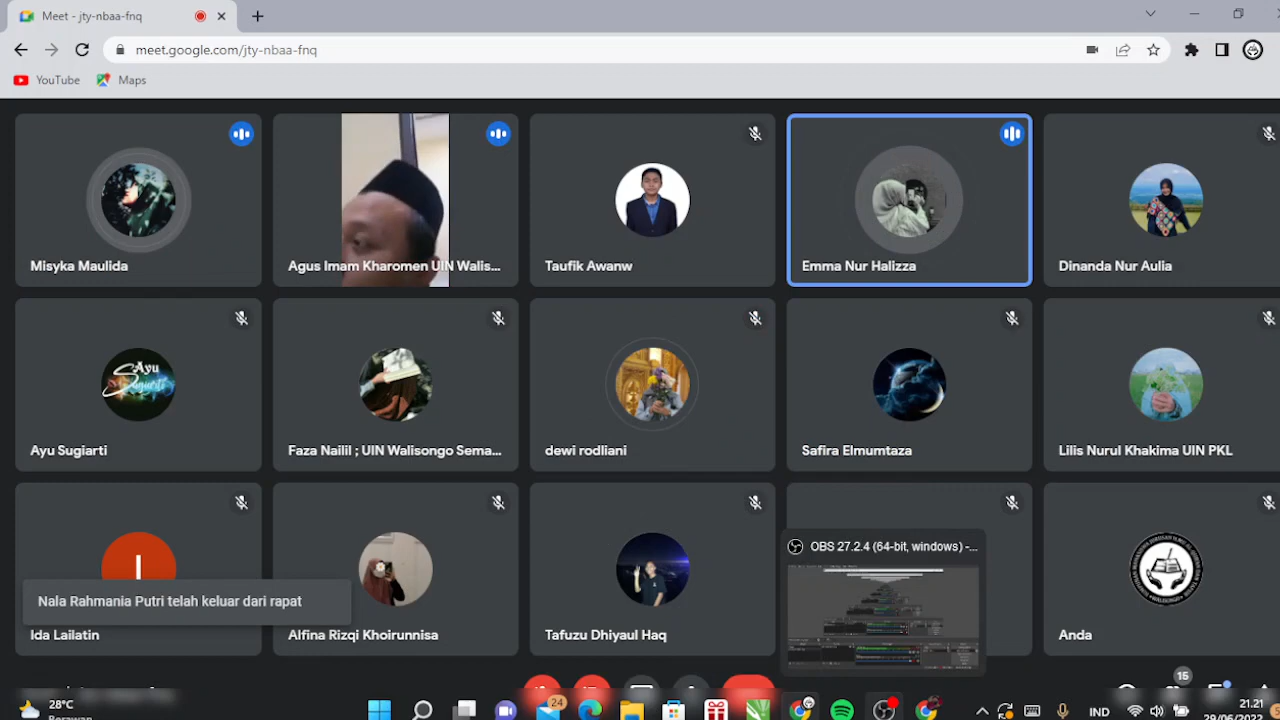 Meet - jty-nbaa-fnq
meet.google.com/jty-nbaa-fnq
YouTube
Maps
Misyka Maulida
Agus Imam Kharomen UIN Walis...
Taufik Awanw
Emma Nur Halizza
Dinanda Nur Aulia
Ayu Sugiarti
Faza Nailil ; UIN Walisongo Sema...
dewi rodliani
Safira Elmumtaza
Lilis Nurul Khakima UIN PKL
I
OBS 27.2.4 (64-bit, windows) -...
Nala Rahmania Putri telah keluar dari rapat
Ida Lailatin
Alfina Rizqi Khoirunnisa
Tafuzu Dhiyaul Haq
Anda
15
28°C
24
IND
21.21
29/06/2022